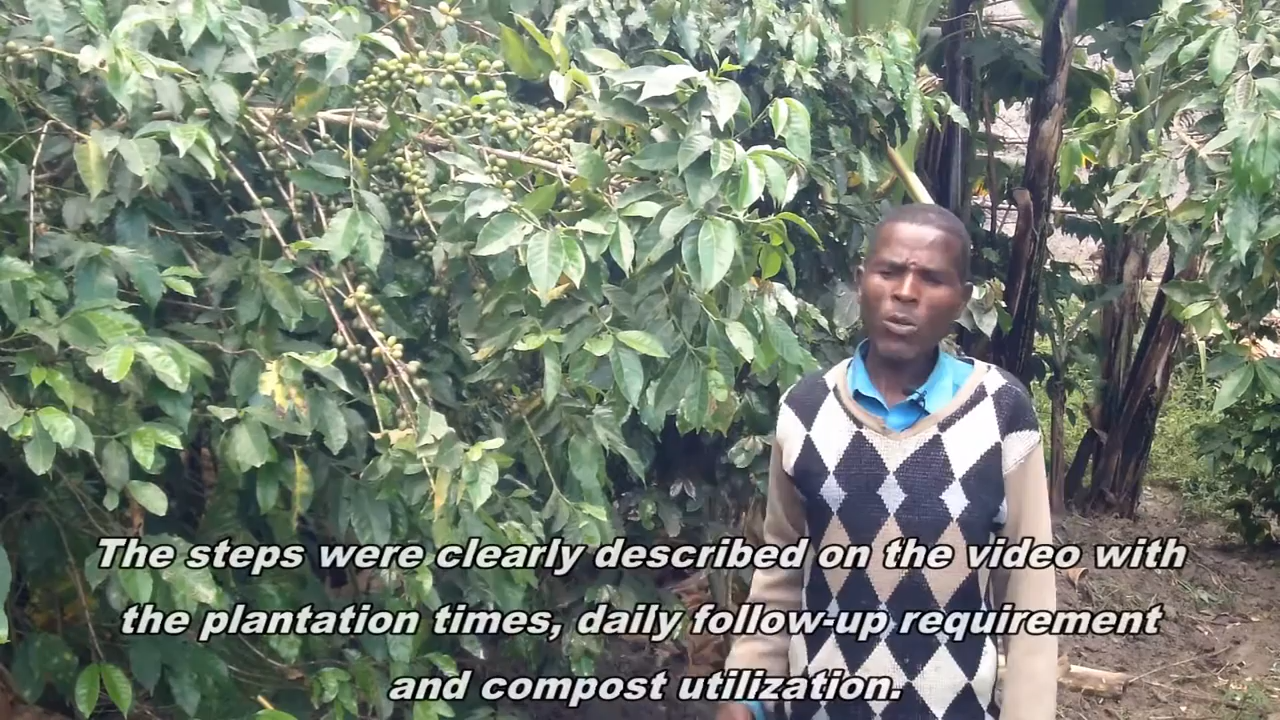 The steps were clearly described on the video with
the plantation times, daily follow-up requirement
and compost utilization.